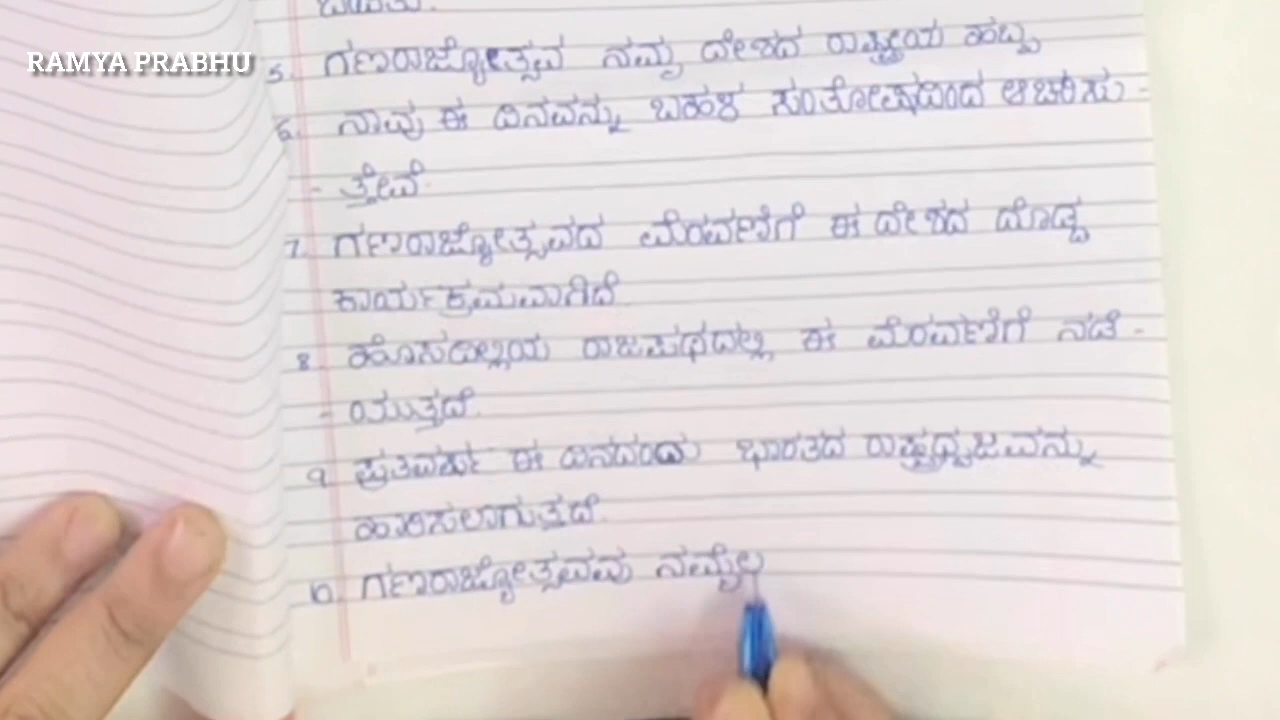 RAMYA PRABHU
5. ಗಣರಾಜ್ಯೋತ್ಸವ ನಮ್ಮ ದೇಶದ ರಾಷ್ಟ್ರೀಯ ಹಬ್ಬ
6. ನಾವು ಈ ದಿನವನ್ನು ಬಹಳ ಸಂತೋಷದಿಂದ ಆಚರಿಸು -
- ತ್ತೇವೆ.
7. ಗಣರಾಜ್ಯೋತ್ಸವದ ಮೆರವಣಿಗೆ ಈ ದೇಶದ ದೊಡ್ಡ
ಕಾರ್ಯಕ್ರಮವಾಗಿದೆ.
8. ಹೊಸದಿಲ್ಲಿಯ ರಾಜಪಥದಲ್ಲಿ ಈ ಮೆರವಣಿಗೆ ನಡೆ -
- ಯುತ್ತದೆ.
9. ಪ್ರತಿವರ್ಷ ಈ ದಿನದಂದು ಭಾರತದ ರಾಷ್ಟ್ರಧ್ವಜವನ್ನು
ಹಾರಿಸಲಾಗುತ್ತದೆ.
10. ಗಣರಾಜ್ಯೋತ್ಸವವು ನಮ್ಮೆಲ